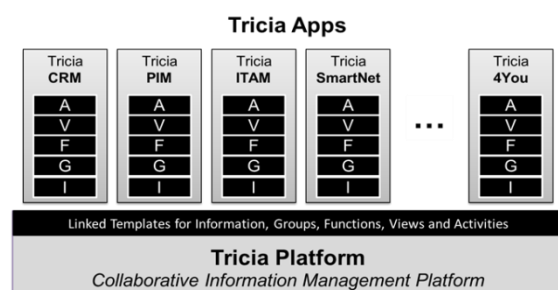 Tricia Apps
Tricia
CRM
A
V
F
G
I
Tricia
PIM
A
V
F
G
I
Tricia
ITAM
A
V
F
G
I
Tricia
SmartNet
A
V
F
G
I
...
Tricia
4You
A
V
F
G
I
Linked Templates for Information, Groups, Functions, Views and Activities
Tricia Platform
Collaborative Information Management Platform